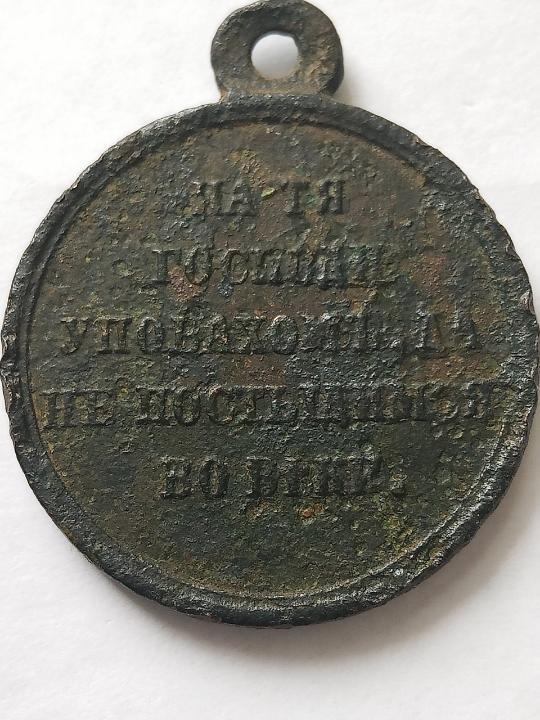 НА ТЯ
ГОСПОДИ
УПОВАХОМЪ, ДА
НЕ ПОСТЫДИМСЯ
ВО ВѢКИ.